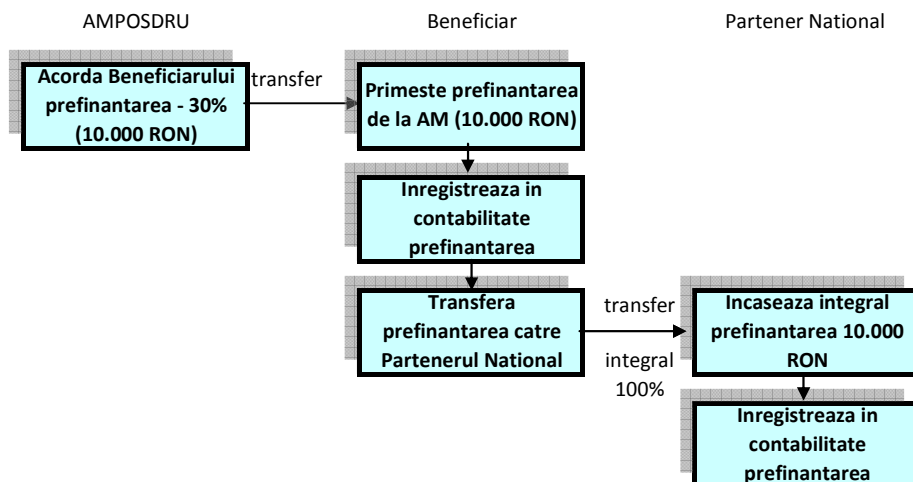 AMPOSDRU
Beneficiar
Partener National
Acorda Beneficiarului
prefinantarea - 30%
(10.000 RON)
transfer
Primeste prefinantarea
de la AM (10.000 RON)
Inregistreaza in
contabilitate
prefinantarea
Transfera
prefinantarea catre
Partenerul National
transfer
integral
100%
Incaseaza integral
prefinantarea 10.000
RON
Inregistreaza in
contabilitate
prefinantarea